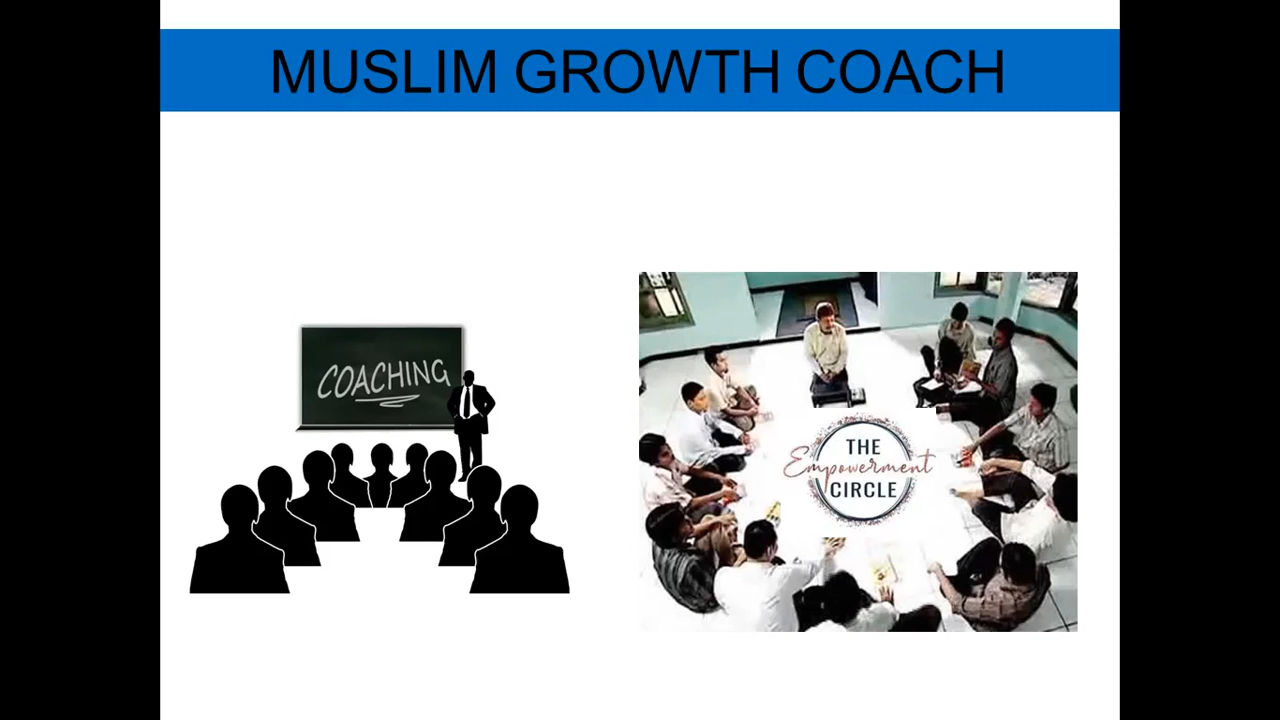 MUSLIM GROWTH COACH
COACHING
THE
Empowerment
CIRCLE